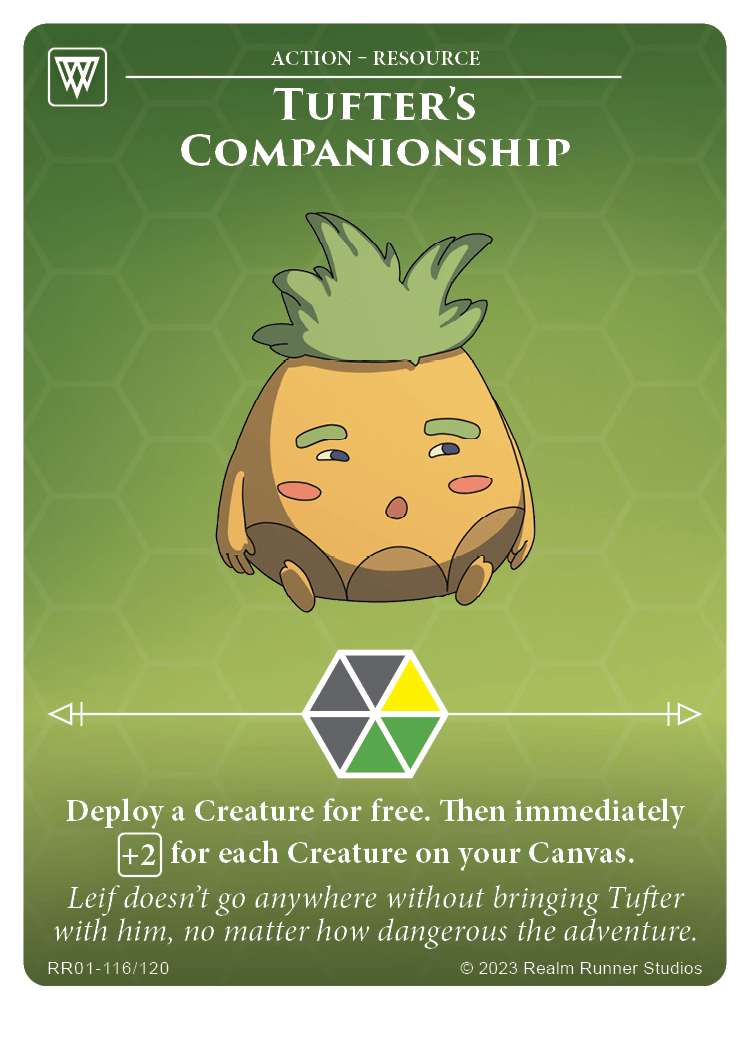 ACTION – RESOURCE
TUFTER’S
COMPANIONSHIP
Deploy a Creature for free. Then immediately
+2 for each Creature on your Canvas.
Leif doesn’t go anywhere without bringing Tufter
with him, no matter how dangerous the adventure.
RR01-116/120
© 2023 Realm Runner Studios